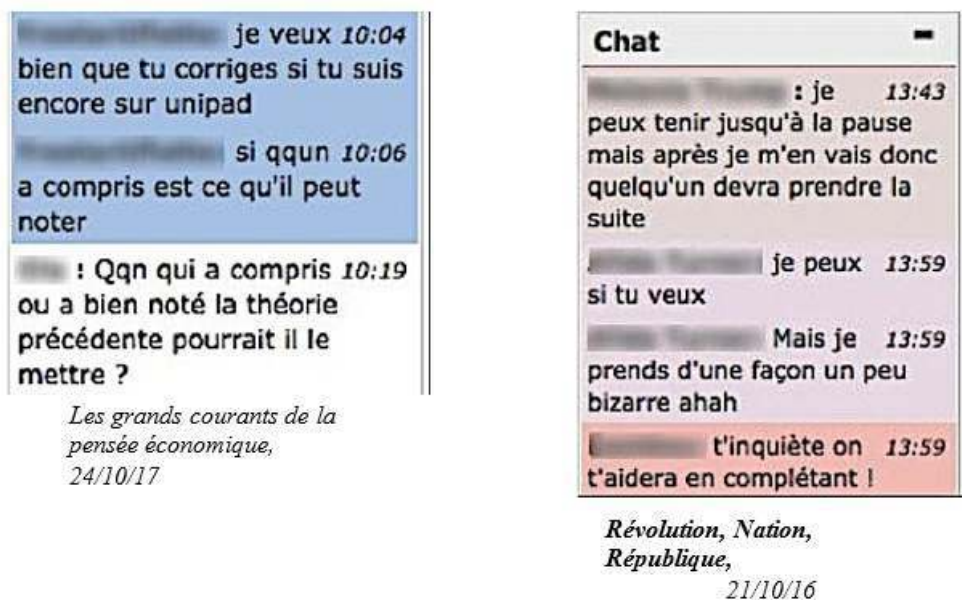 je veux 10:04
bien que tu corriges si tu suis
encore sur unipad
si qqun 10:06
a compris est ce qu'il peut
noter
: Qqn qui a compris 10:19
ou a bien noté la théorie
précédente pourrait il le
mettre ?
Les grands courants de la
pensée économique,
24/10/17
Chat
: je 13:43
peux tenir jusqu'à la pause
mais après je m'en vais donc
quelqu'un devra prendre la
suite
je peux 13:59
si tu veux
Mais je 13:59
prends d'une façon un peu
bizarre ahah
t'inquiète on 13:59
t'aidera en complétant !
Révolution, Nation,
République,
21/10/16